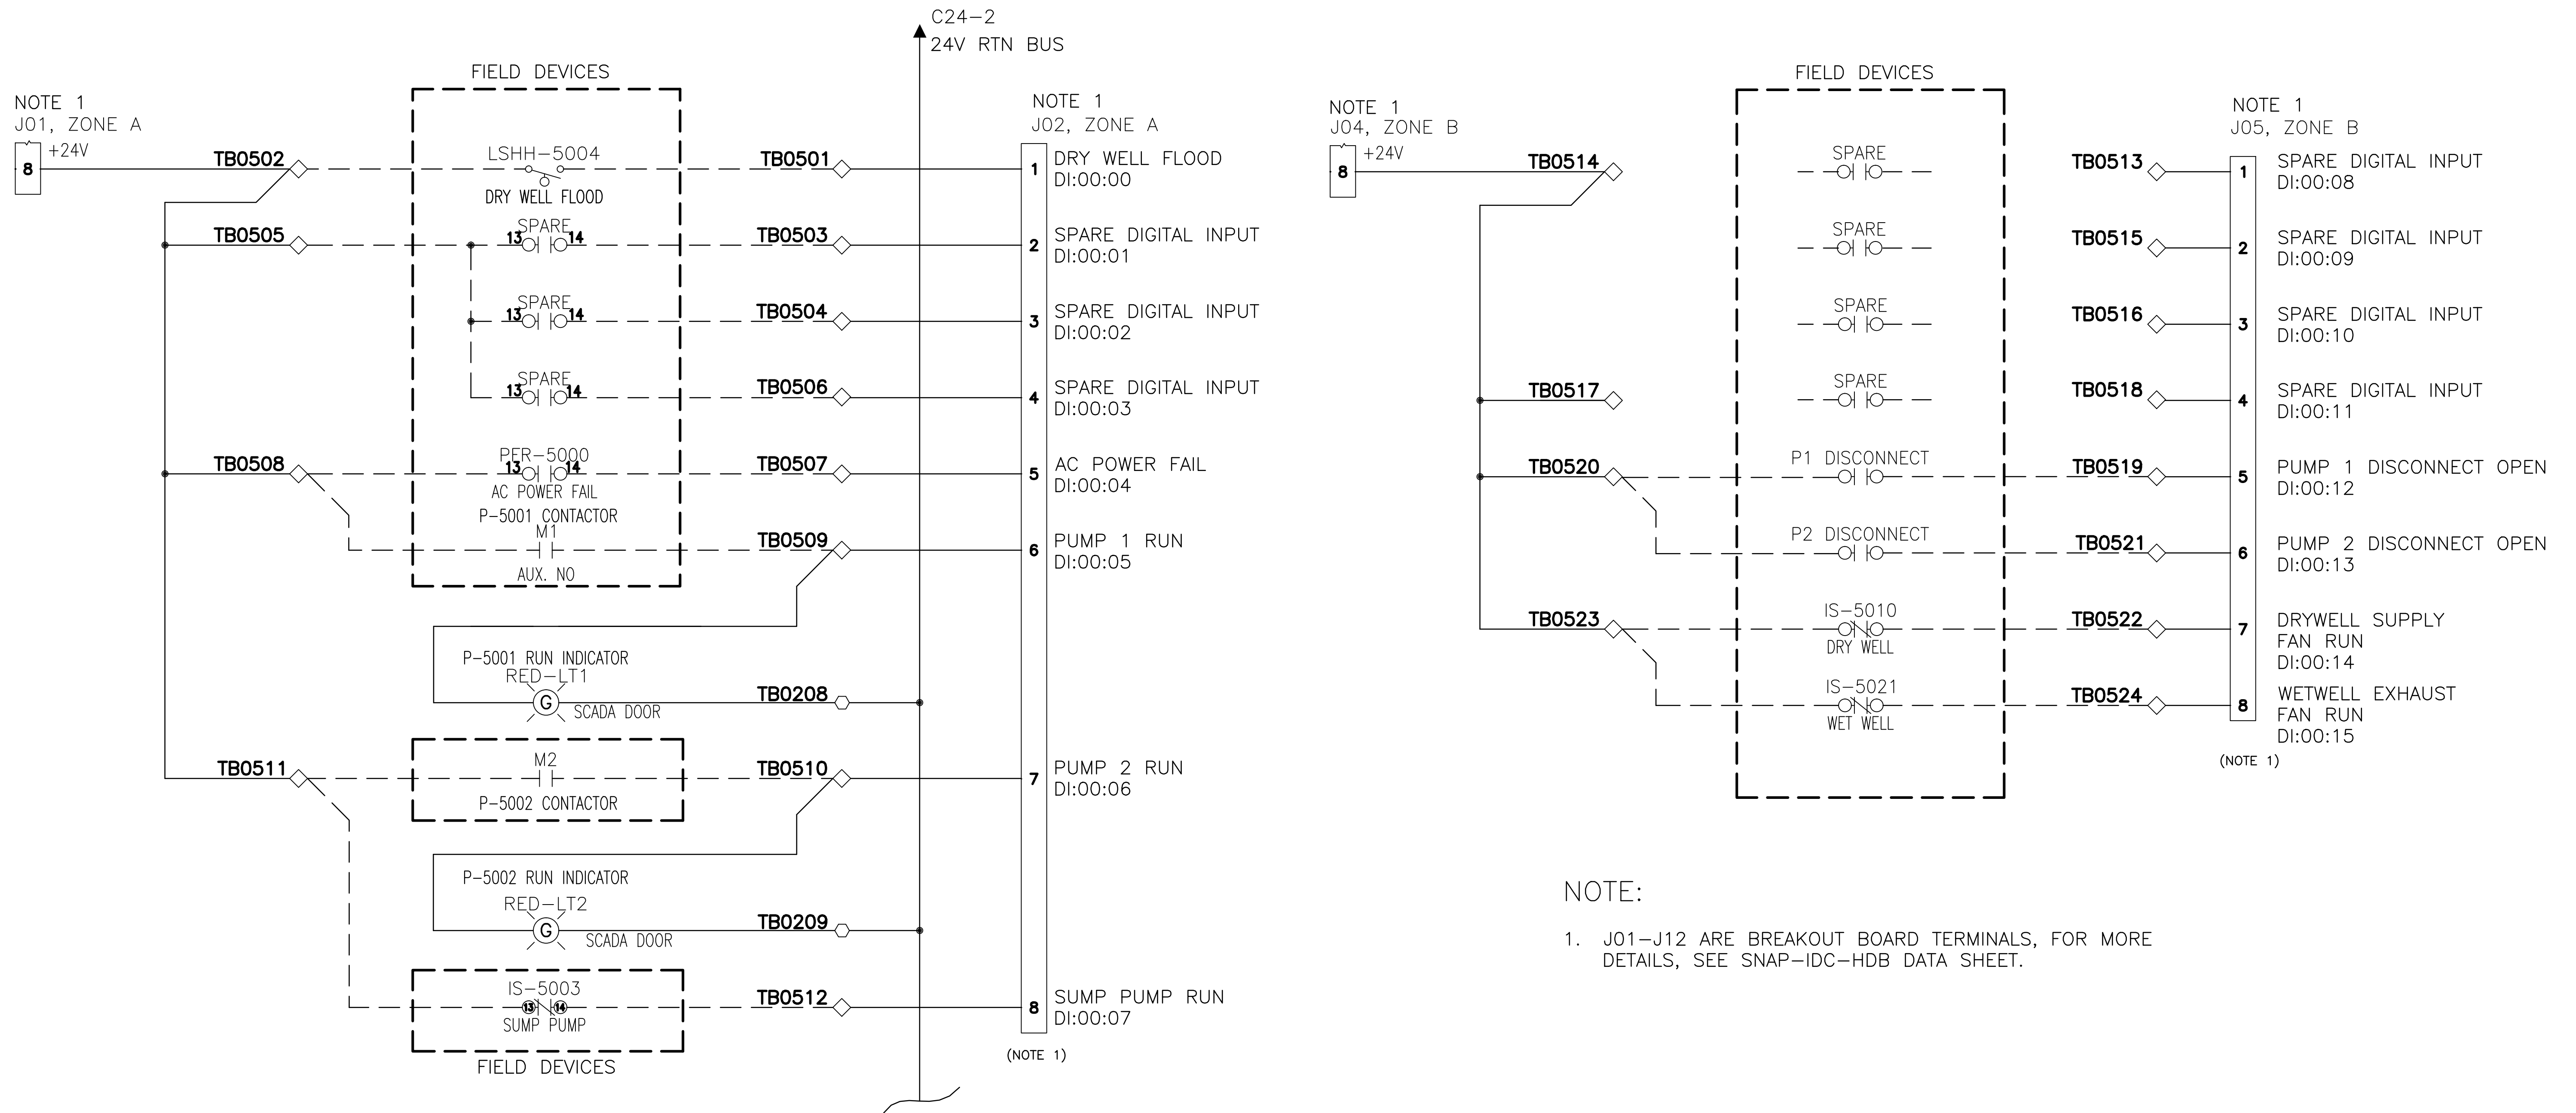 C24-2
24V RTN BUS
FIELD DEVICES
NOTE 1
J01, ZONE A
+24V
8
NOTE 1
J02, ZONE A
TB0502
LSHH-5004
DRY WELL FLOOD
TB0501
1
DRY WELL FLOOD
DI:00:00
TB0505
SPARE
13
14
TB0503
2
SPARE DIGITAL INPUT
DI:00:01
SPARE
13
14
TB0504
3
SPARE DIGITAL INPUT
DI:00:02
SPARE
13
14
TB0506
4
SPARE DIGITAL INPUT
DI:00:03
TB0508
PER-5000
13
14
AC POWER FAIL
TB0507
5
AC POWER FAIL
DI:00:04
P-5001 CONTACTOR
M1
AUX. NO
TB0509
6
PUMP 1 RUN
DI:00:05
P-5001 RUN INDICATOR
RED-LT1
G
SCADA DOOR
TB0208
TB0511
M2
P-5002 CONTACTOR
TB0510
7
PUMP 2 RUN
DI:00:06
P-5002 RUN INDICATOR
RED-LT2
G
SCADA DOOR
TB0209
IS-5003
13
14
SUMP PUMP
TB0512
8
SUMP PUMP RUN
DI:00:07
FIELD DEVICES
(NOTE 1)
FIELD DEVICES
NOTE 1
J04, ZONE B
+24V
8
NOTE 1
J05, ZONE B
TB0514
SPARE
TB0513
1
SPARE DIGITAL INPUT
DI:00:08
SPARE
TB0515
2
SPARE DIGITAL INPUT
DI:00:09
SPARE
TB0516
3
SPARE DIGITAL INPUT
DI:00:10
TB0517
SPARE
TB0518
4
SPARE DIGITAL INPUT
DI:00:11
TB0520
P1 DISCONNECT
TB0519
5
PUMP 1 DISCONNECT OPEN
DI:00:12
P2 DISCONNECT
TB0521
6
PUMP 2 DISCONNECT OPEN
DI:00:13
TB0523
IS-5010
DRY WELL
TB0522
7
DRYWELL SUPPLY
FAN RUN
DI:00:14
IS-5021
WET WELL
TB0524
8
WETWELL EXHAUST
FAN RUN
DI:00:15
(NOTE 1)
NOTE:
1. J01-J12 ARE BREAKOUT BOARD TERMINALS, FOR MORE
DETAILS, SEE SNAP-IDC-HDB DATA SHEET.